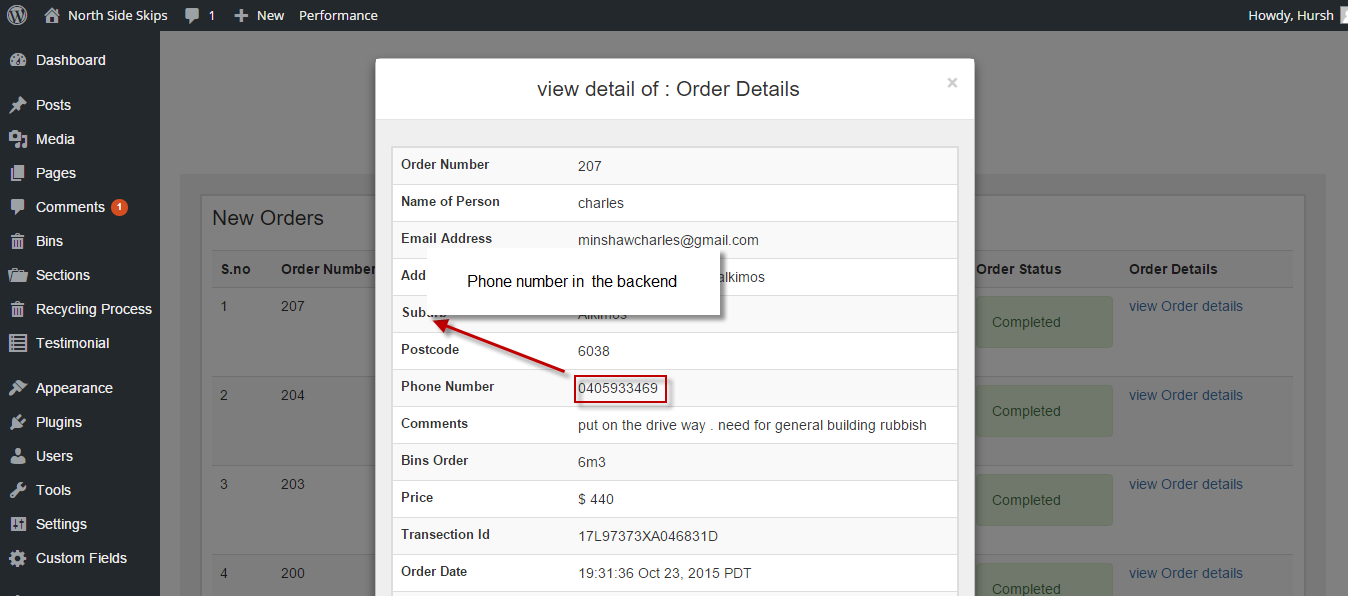 North Side Skips 1 New Performance Howdy, Hursh
Dashboard
Posts
Media
Pages
Comments 1
Bins
Sections
Recycling Process
Testimonial
Appearance
Plugins
Users
Tools
Settings
Custom Fields
view detail of : Order Details ×
Order Number 207
Name of Person charles
Email Address minshawcharles@gmail.com
Add alkimos
Phone number in the backend
Suburb Alkimos
Postcode 6038
Phone Number 0405933469
Comments put on the drive way . need for general building rubbish
Bins Order 6m3
Price $ 440
Transection Id 17L97373XA046831D
Order Date 19:31:36 Oct 23, 2015 PDT
New Orders
S.no Order Number Order Status Order Details
1 207 Completed view Order details
2 204 Completed view Order details
3 203 Completed view Order details
4 200 Completed view Order details